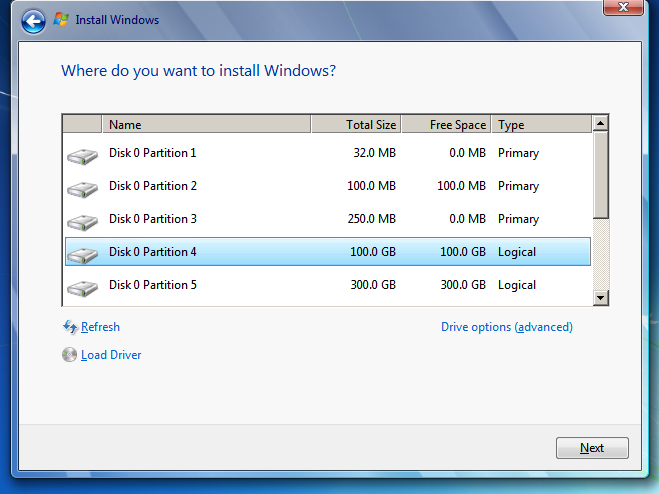 Install Windows
Where do you want to install Windows?
Name Total Size Free Space Type
Disk 0 Partition 1 32.0 MB 0.0 MB Primary
Disk 0 Partition 2 100.0 MB 100.0 MB Primary
Disk 0 Partition 3 250.0 MB 0.0 MB Primary
Disk 0 Partition 4 100.0 GB 100.0 GB Logical
Disk 0 Partition 5 300.0 GB 300.0 GB Logical
Refresh Drive options (advanced)
Load Driver
Next